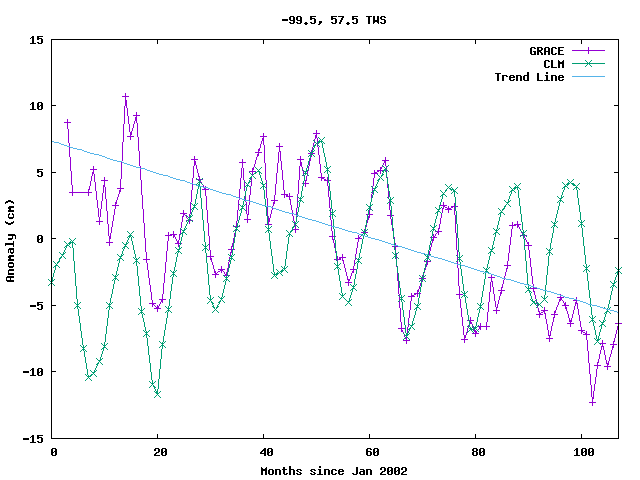 -99.5, 57.5 TWS
GRACE
CLM
Trend Line
15
10
5
0
-5
-10
-15
Anomaly (cm)
0 20 40 60 80 100
Months since Jan 2002